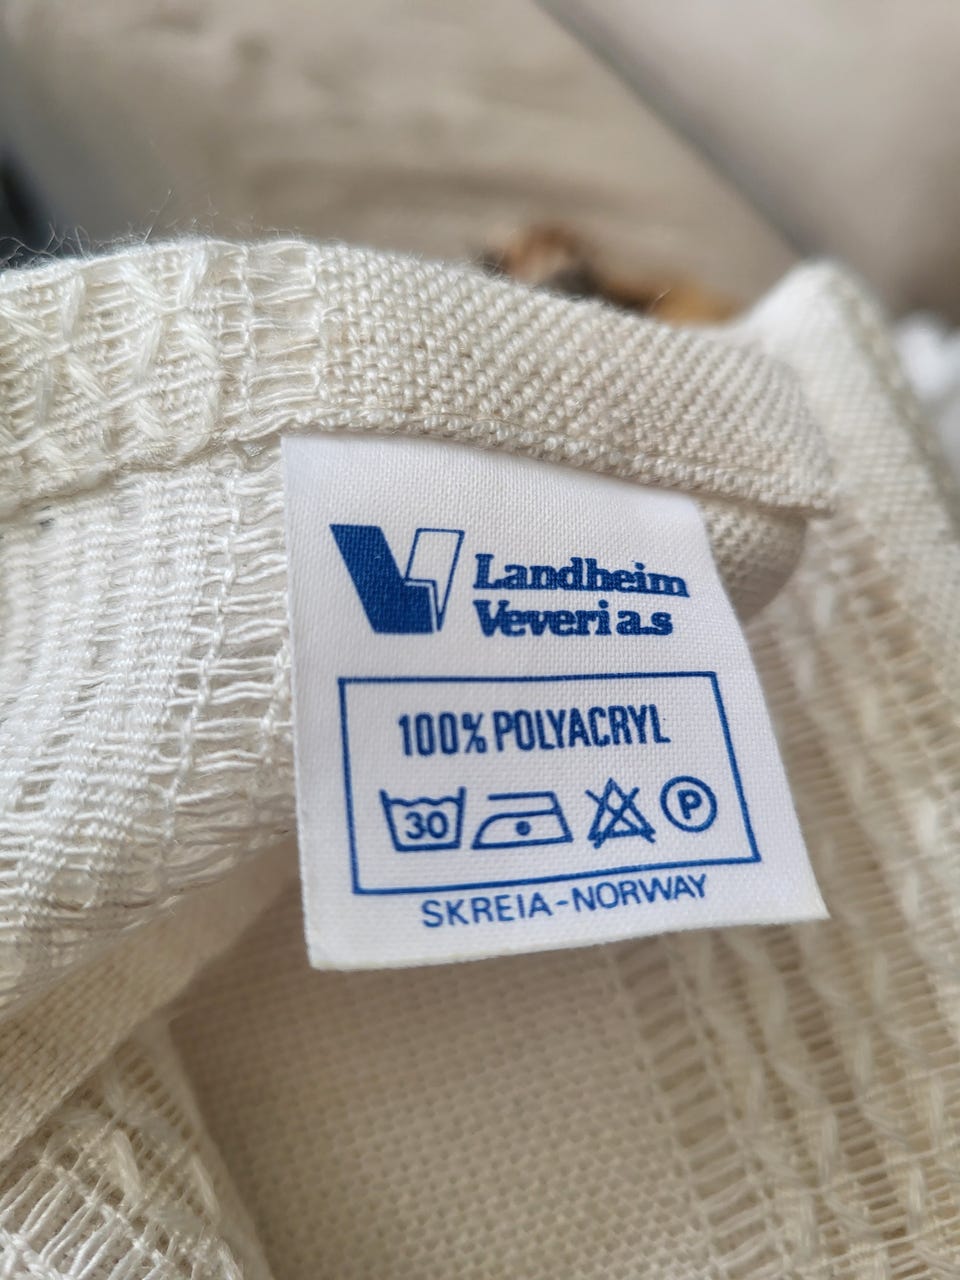 Landheim
Veveri a.s
100% POLYACRYL
30 P
SKREIA-NORWAY